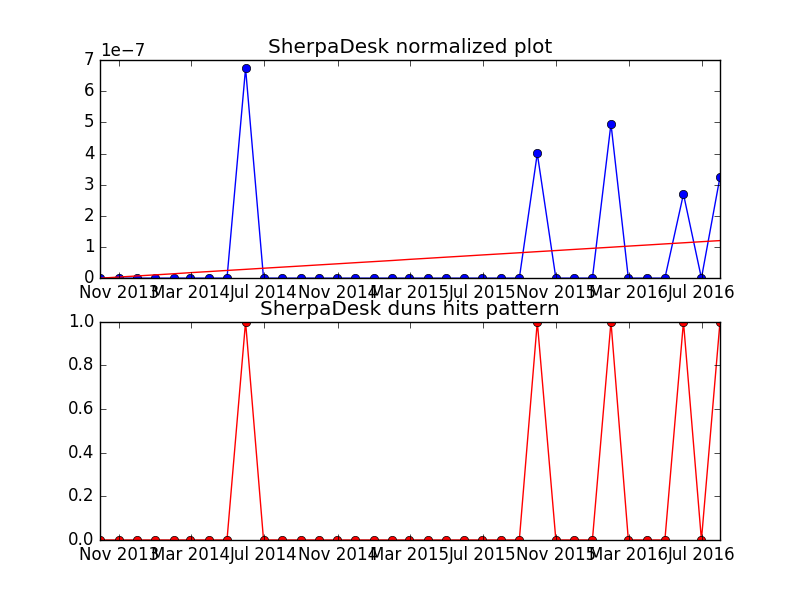 SherpaDesk normalized plot
1e−7
7
6
5
4
3
2
1
0
Nov 2013 Mar 2014 Jul 2014 Nov 2014 Mar 2015 Jul 2015 Nov 2015 Mar 2016 Jul 2016
SherpaDesk duns hits pattern
1.0
0.8
0.6
0.4
0.2
0.0
Nov 2013 Mar 2014 Jul 2014 Nov 2014 Mar 2015 Jul 2015 Nov 2015 Mar 2016 Jul 2016